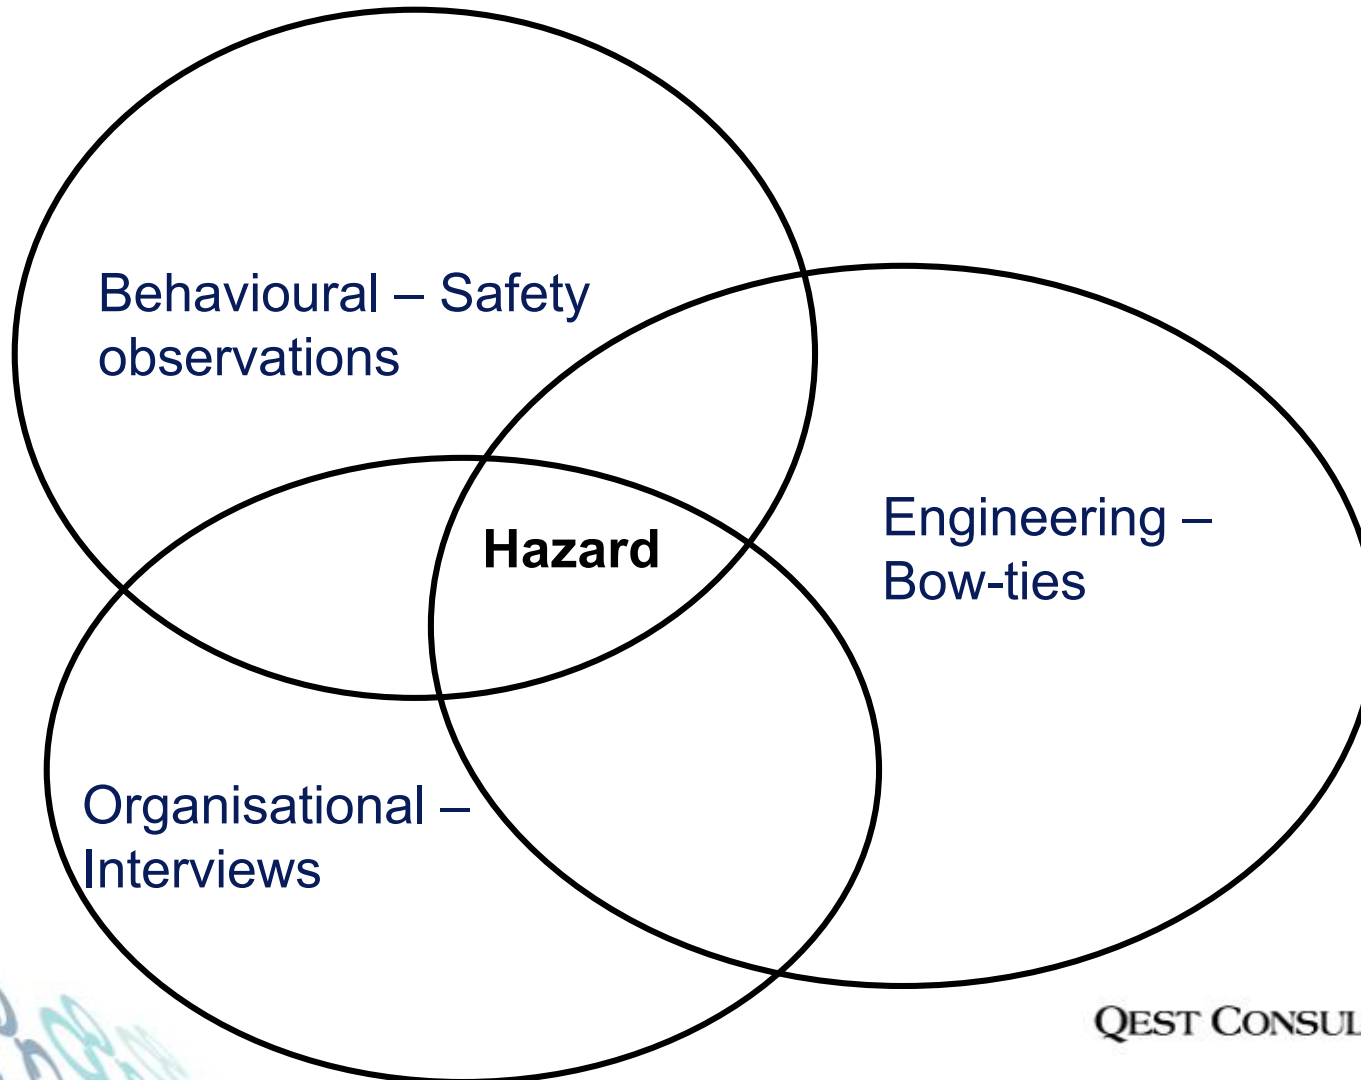 Behavioural – Safety
observations
Hazard
Engineering –
Bow-ties
Organisational –
Interviews
QEST CONSUL